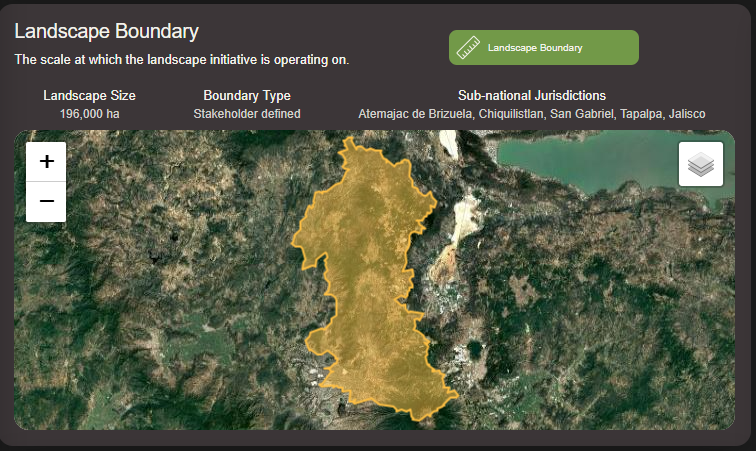 Landscape Boundary
Landscape Boundary
The scale at which the landscape initiative is operating on.
Landscape Size
196,000 ha
Boundary Type
Stakeholder defined
Sub-national Jurisdictions
Atemajac de Brizuela, Chiquilistlan, San Gabriel, Tapalpa, Jalisco
+
−